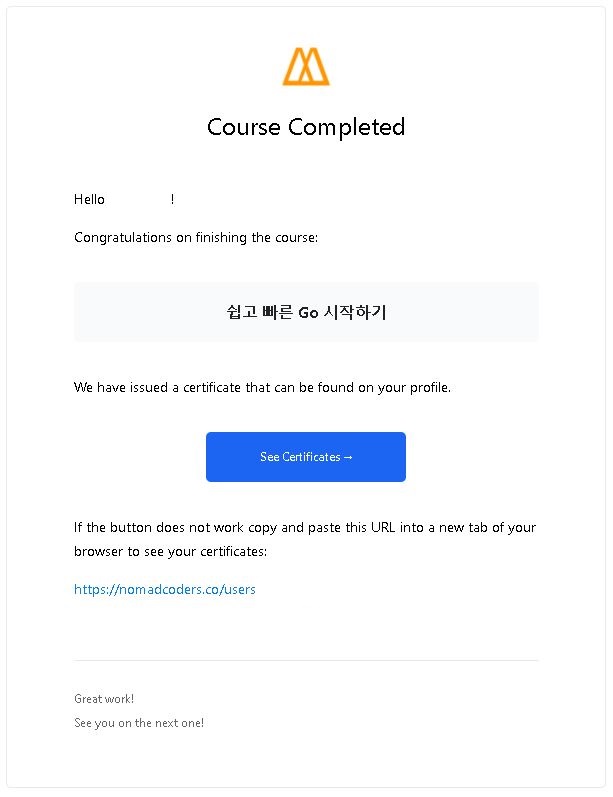 Course Completed
Hello !
Congratulations on finishing the course:
쉽고 빠른 Go 시작하기
We have issued a certificate that can be found on your profile.
See Certificates →
If the button does not work copy and paste this URL into a new tab of your
browser to see your certificates:
https://nomadcoders.co/users
Great work!
See you on the next one!